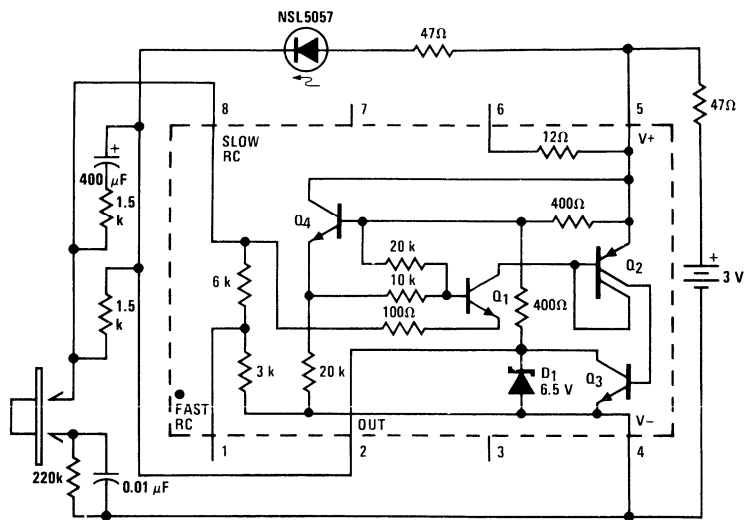 NSL5057
47Ω
47Ω
8
7
6
5
SLOW
RC
12Ω
V+
+
400 μF
1.5
k
Q4
400Ω
20 k
Q2
+
3 V
6 k
10 k
Q1
400Ω
100Ω
1.5
k
3 k
20 k
D1
6.5 V
Q3
FAST
RC
OUT
V−
1
2
3
4
220k
0.01 μF